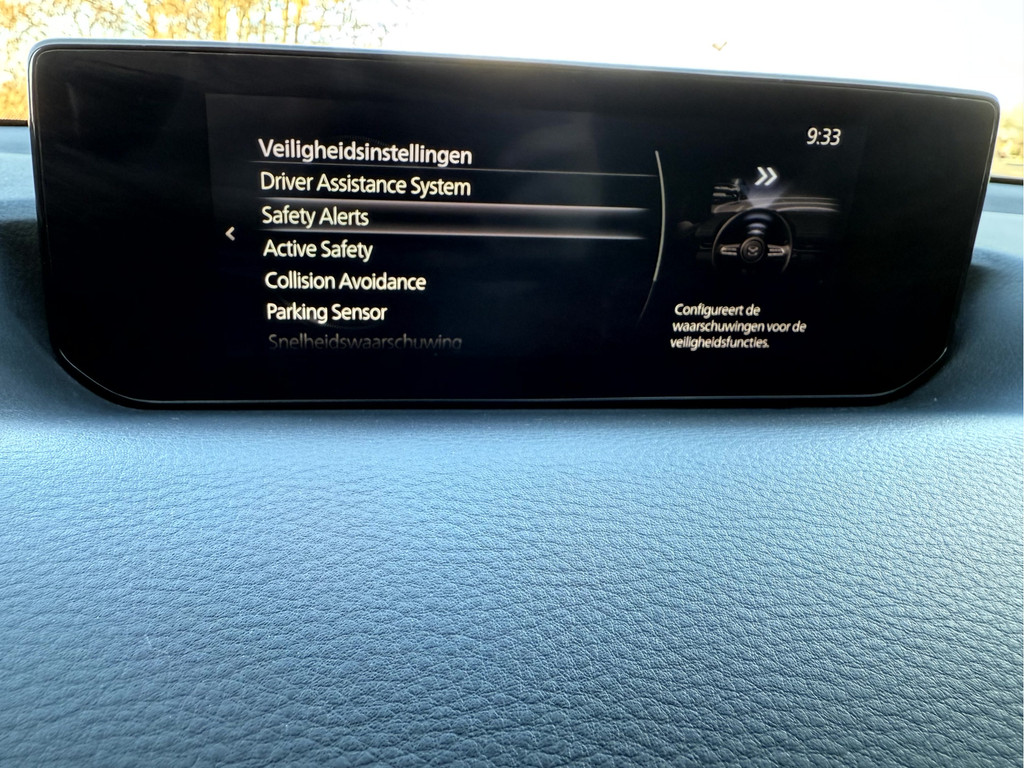 9:33
Veiligheidsinstellingen
Driver Assistance System
Safety Alerts
Active Safety
Collision Avoidance
Parking Sensor
Snelheidswaarschuwing
Configureert de
waarschuwingen voor de
veiligheidsfuncties.